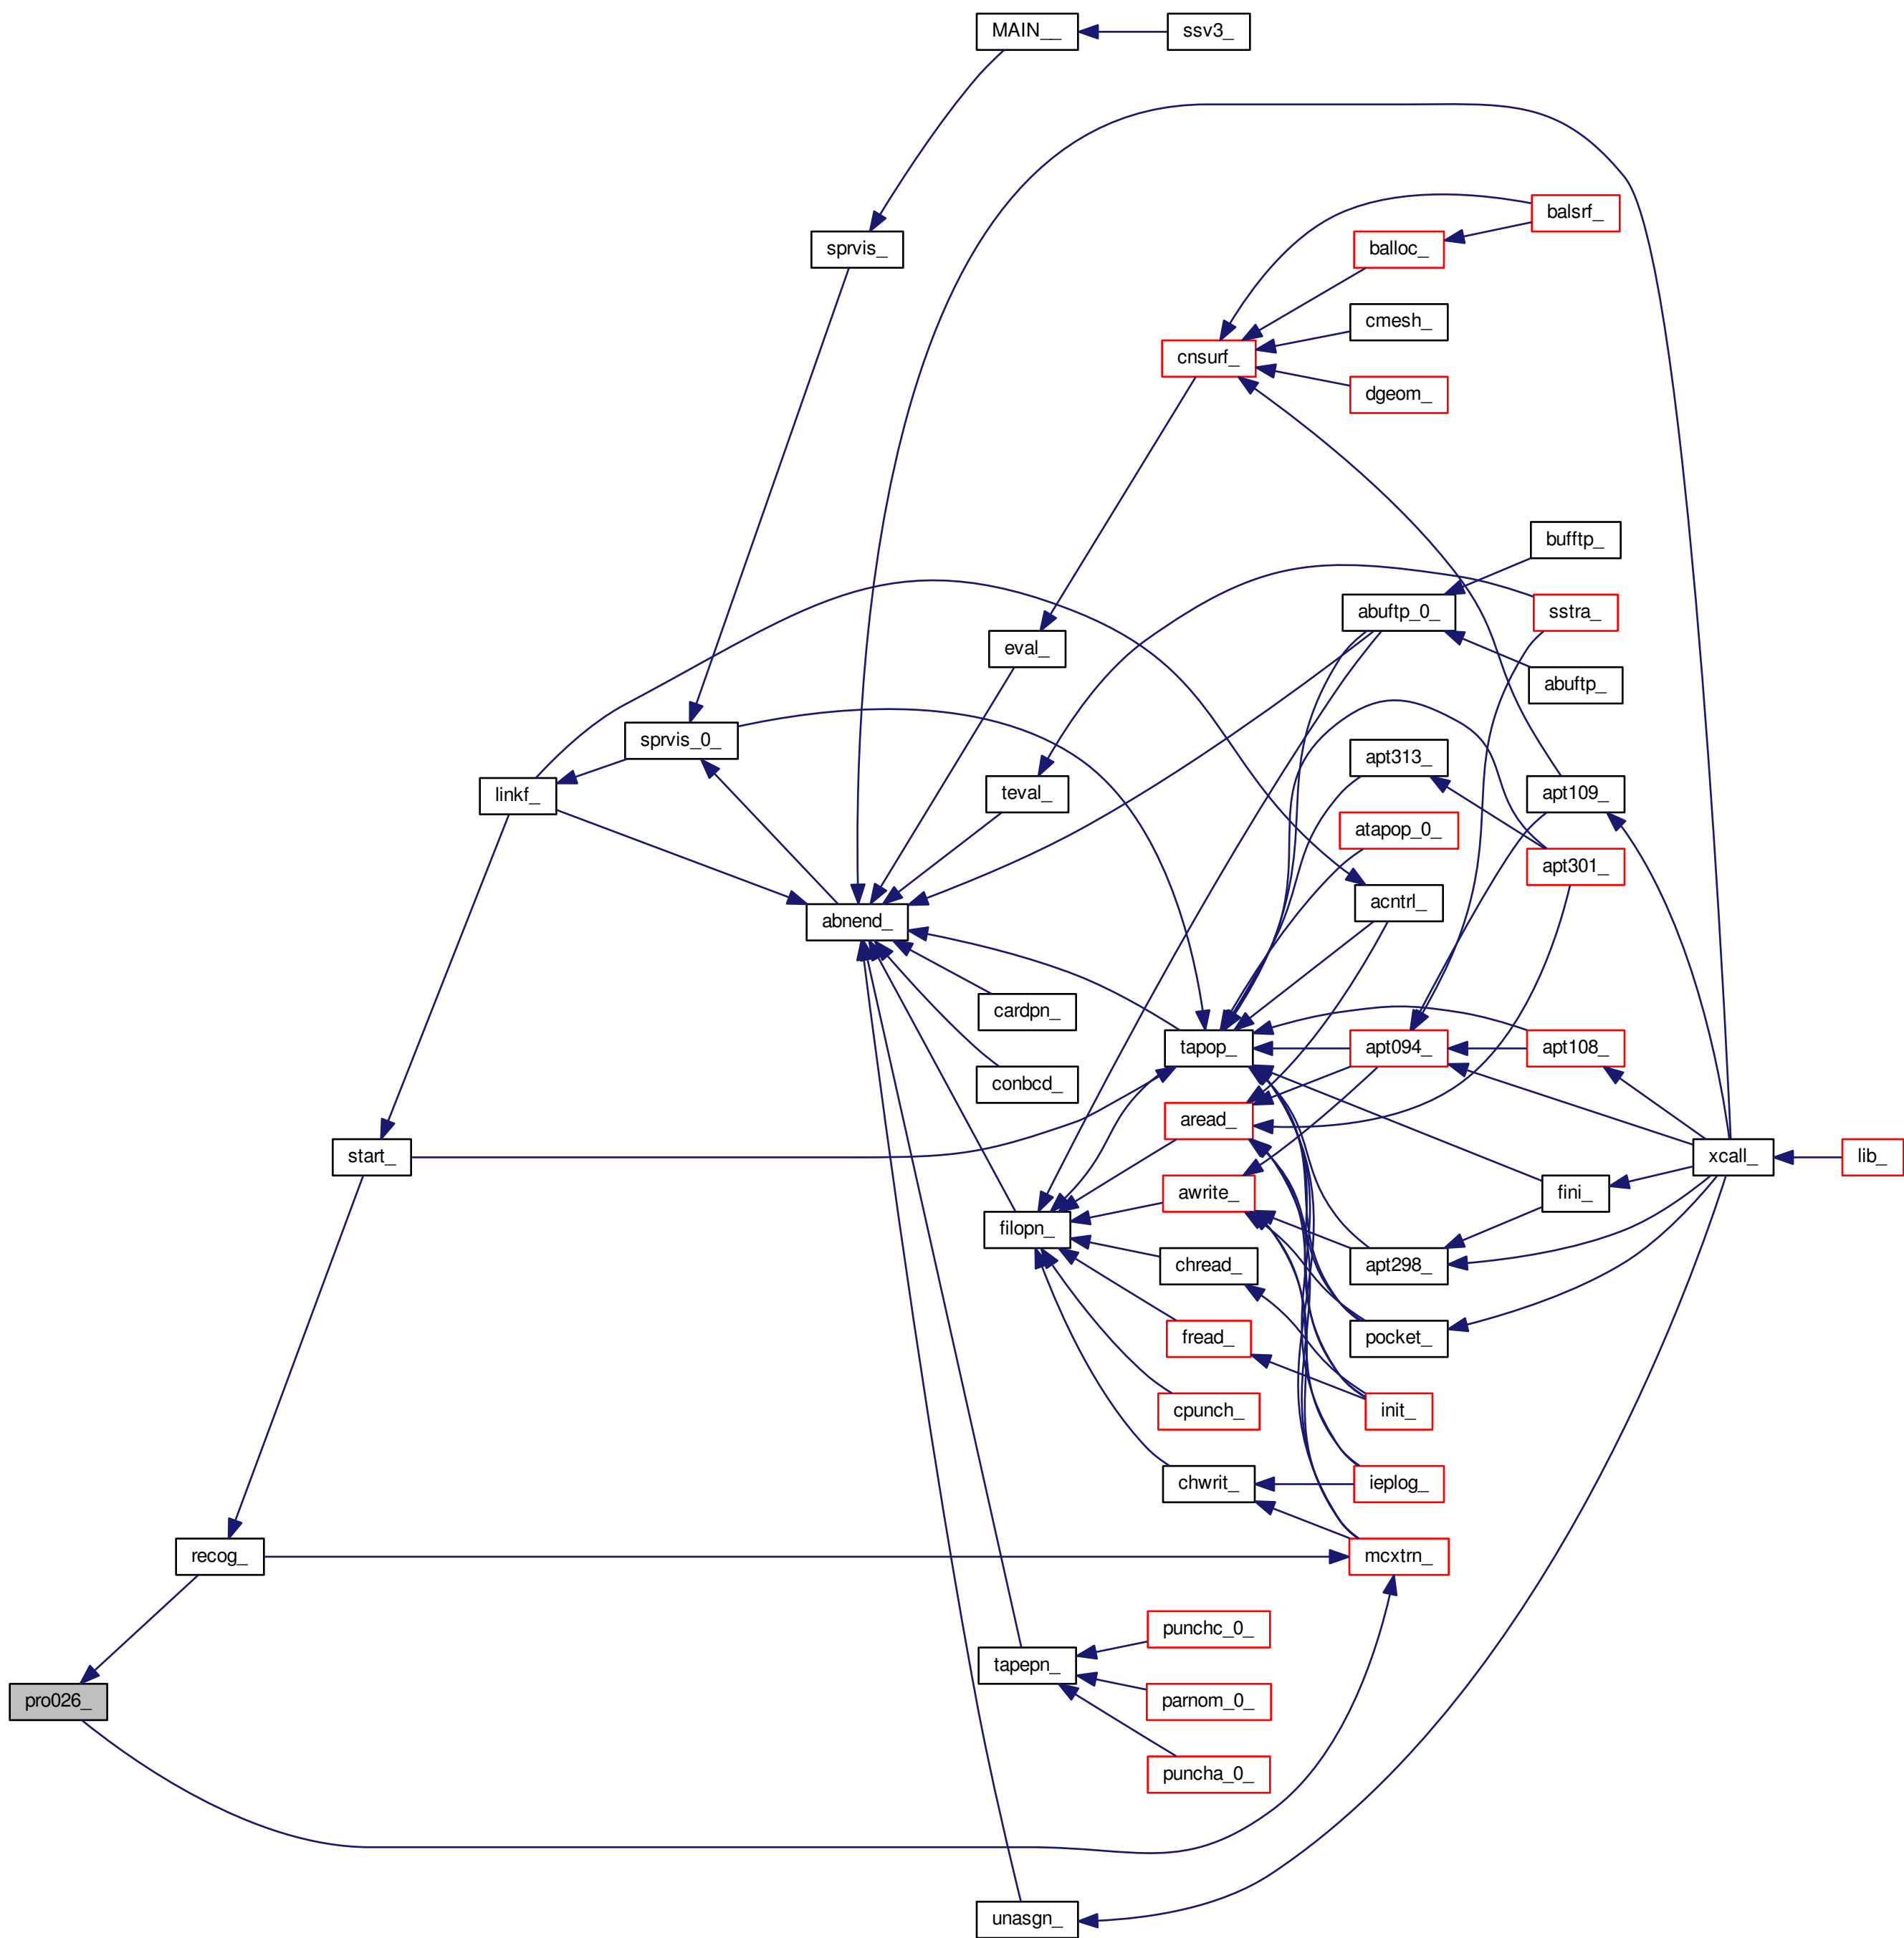 MAIN__
ssv3_
balsrf_
sprvis_
balloc_
cmesh_
cnsurf_
dgeom_
bufftp_
abuftp_0_
sstra_
eval_
abuftp_
sprvis_0_
apt313_
linkf_
teval_
apt109_
atapop_0_
apt301_
acntrl_
abnend_
cardpn_
tapop_
apt094_
apt108_
conbcd_
aread_
start_
xcall_
lib_
awrite_
fini_
filopn_
chread_
apt298_
fread_
pocket_
cpunch_
init_
chwrit_
ieplog_
recog_
mcxtrn_
punchc_0_
tapepn_
pro026_
parnom_0_
puncha_0_
unasgn_